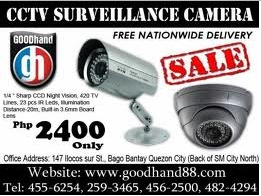 CCTV SURVEILLANCE CAMERA
FREE NATIONWIDE DELIVERY
GOODhand
gh
SALE
1/4 " Sharp CCD Night Vision, 420 TV
Lines, 23 pcs IR Leds, Illumination
Distance-20m, Built-in 3.6mm Board
Lens
Php
2400
Only
Office Address: 147 Ilocos sur St., Bago Bantay Quezon City (Back of SM City North)
Website: www.goodhand88.com
Tel: 455-6254, 259-3465, 456-2500, 482-4294